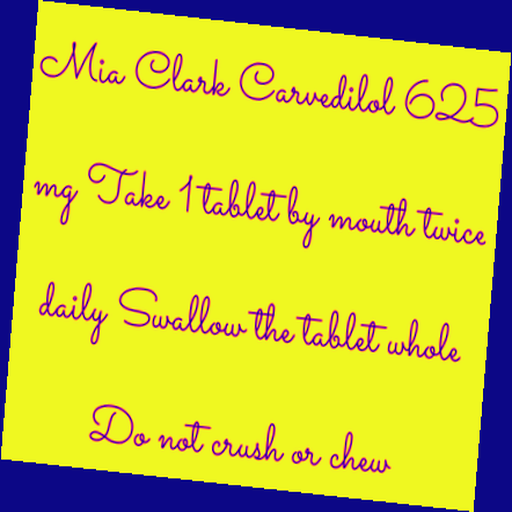 Mia Clark Carvedilol 625
mg Take 1 tablet by mouth twice
daily Swallow the tablet whole
Do not crush or chew